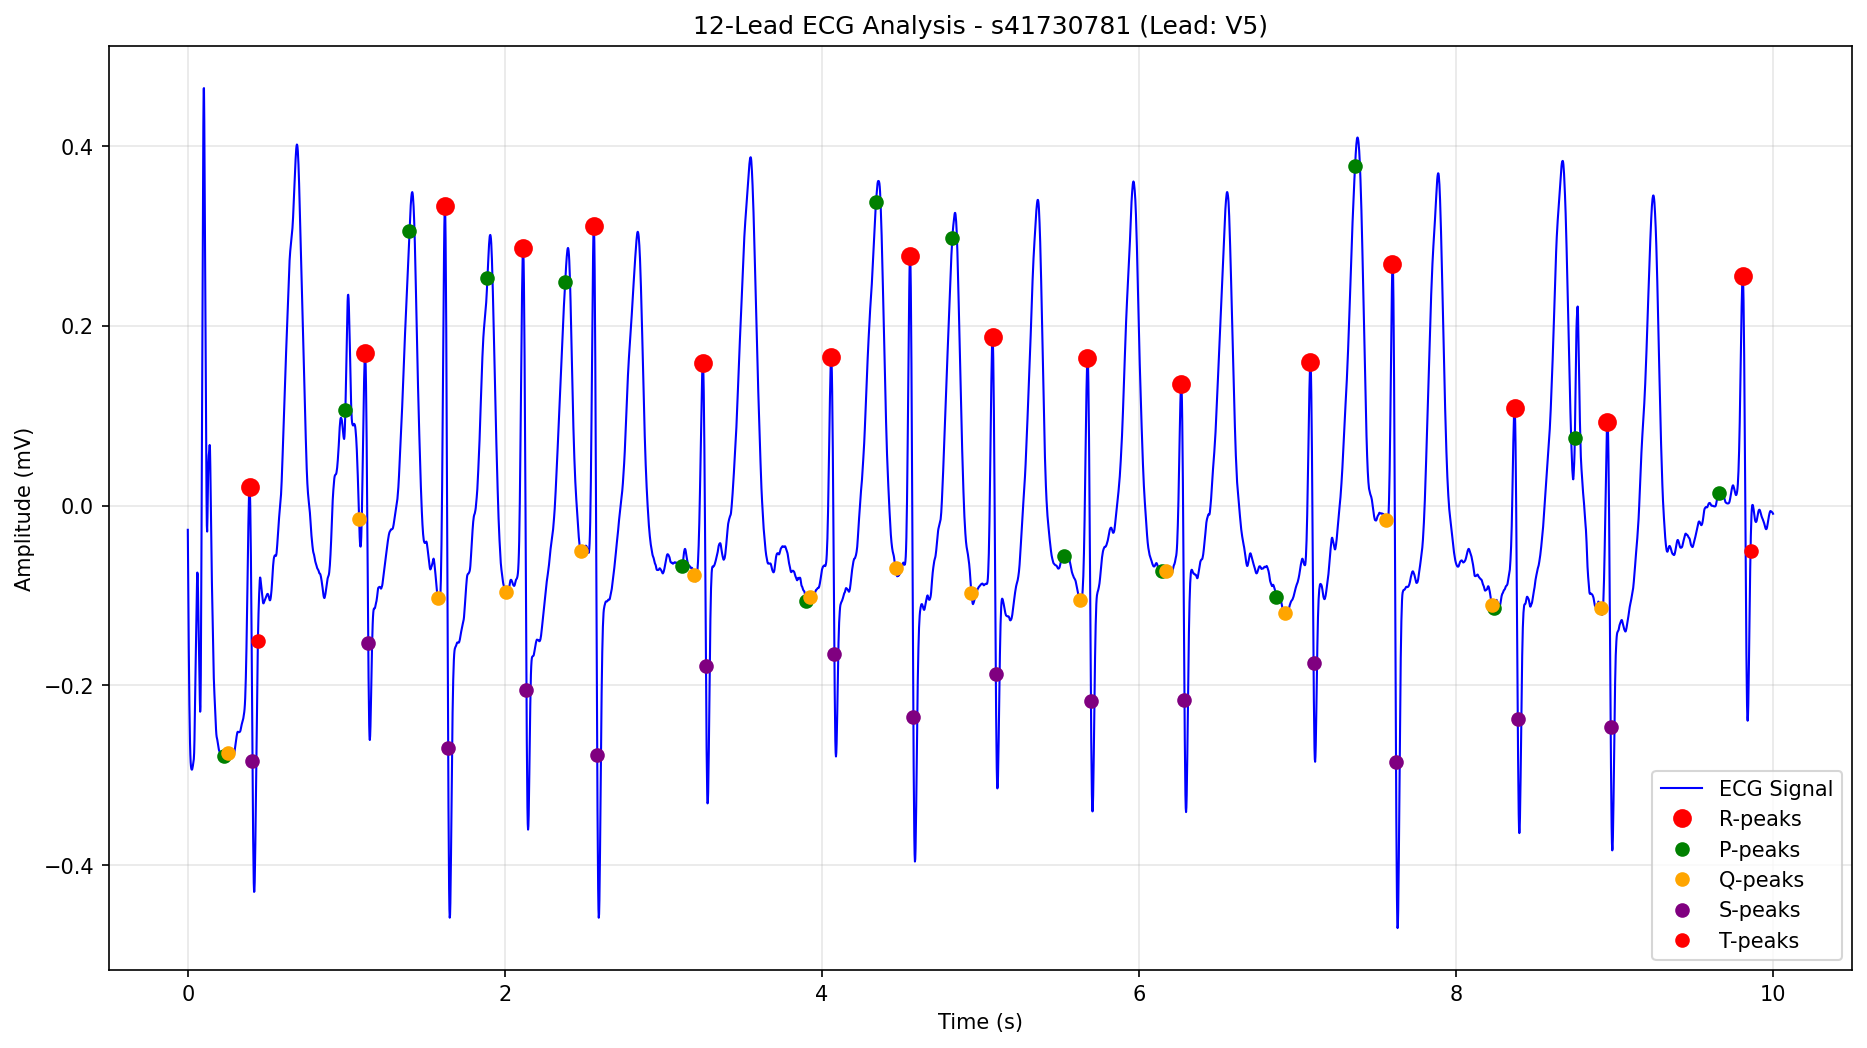 12-Lead ECG Analysis - s41730781 (Lead: V5)
Amplitude (mV)
0.4
0.2
0.0
−0.2
−0.4
0 2 4 6 8 10
Time (s)
ECG Signal
R-peaks
P-peaks
Q-peaks
S-peaks
T-peaks